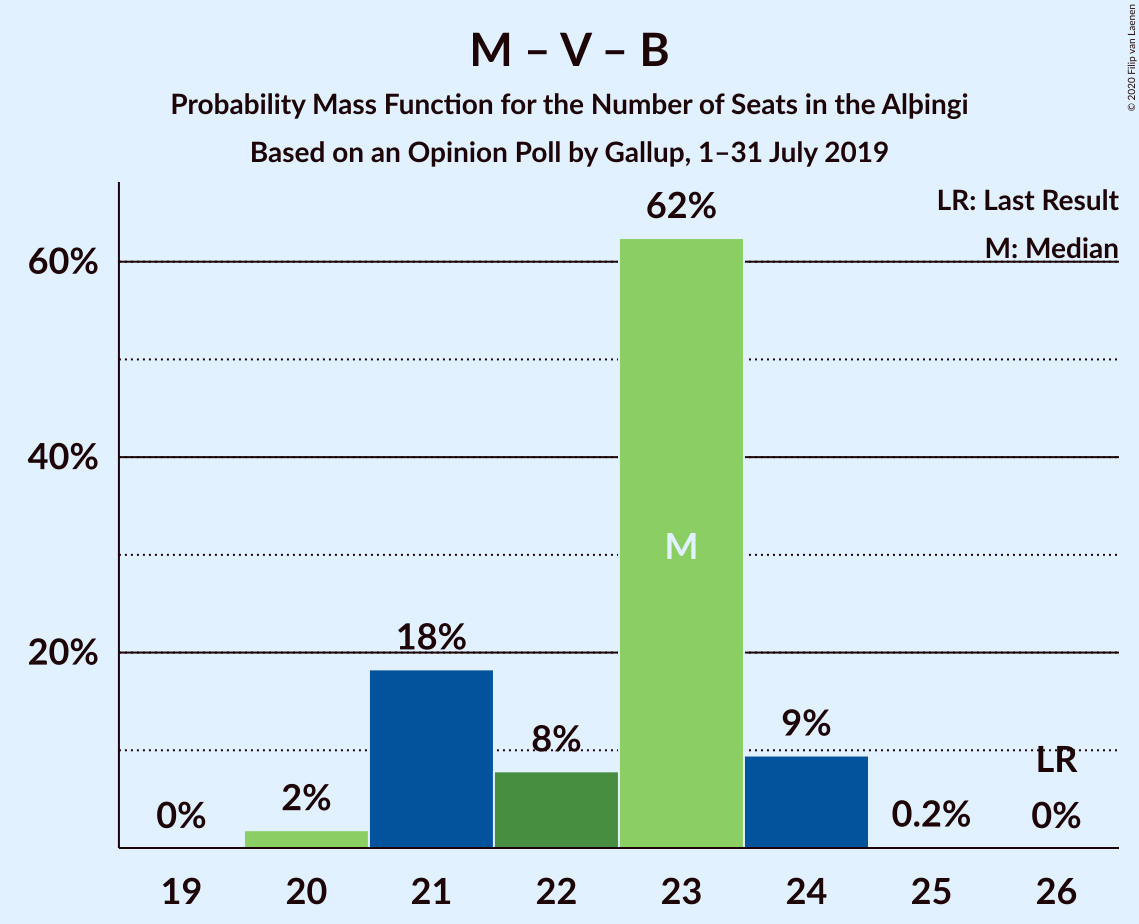 M – V – B
Probability Mass Function for the Number of Seats in the Alþingi
Based on an Opinion Poll by Gallup, 1–31 July 2019
© 2020 Filip van Laenen
LR: Last Result
M: Median
62%
60%
40%
M
18%
20%
9%
8%
LR
2%
0%
0.2%
0%
19 20 21 22 23 24 25 26